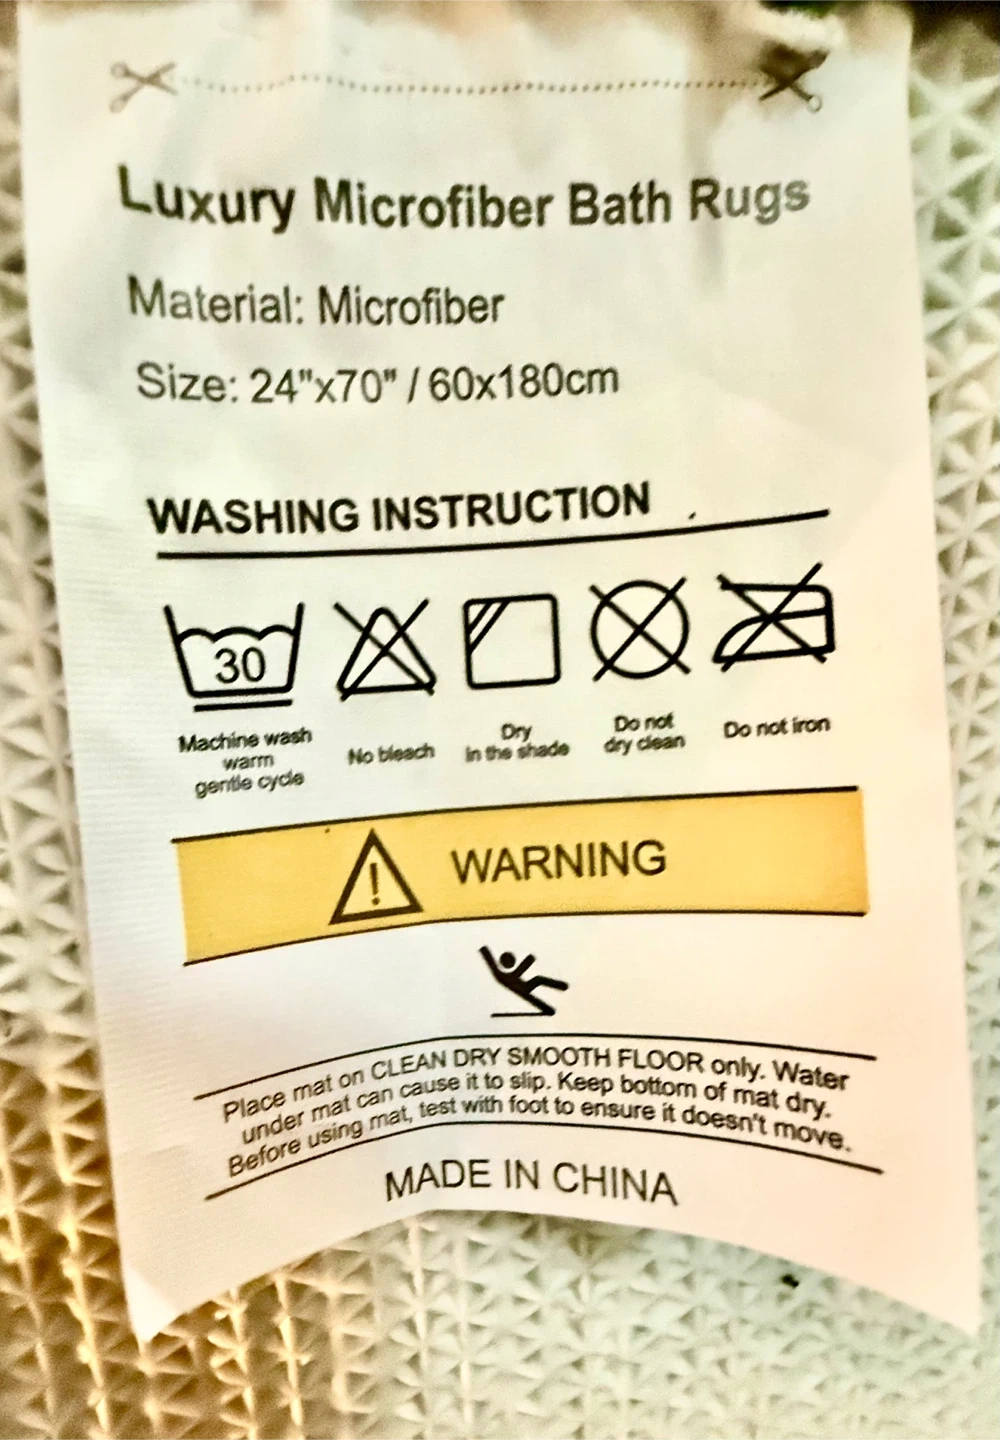 Luxury Microfiber Bath Rugs
Material: Microfiber
Size: 24"x70" / 60x180cm
WASHING INSTRUCTION
30
Machine wash
warm
gentle cycle
No bleach
Dry
in the shade
Do not
dry clean
Do not iron
WARNING
Place mat on CLEAN DRY SMOOTH FLOOR only. Water
under mat can cause it to slip. Keep bottom of mat dry.
Before using mat, test with foot to ensure it doesn't move.
MADE IN CHINA